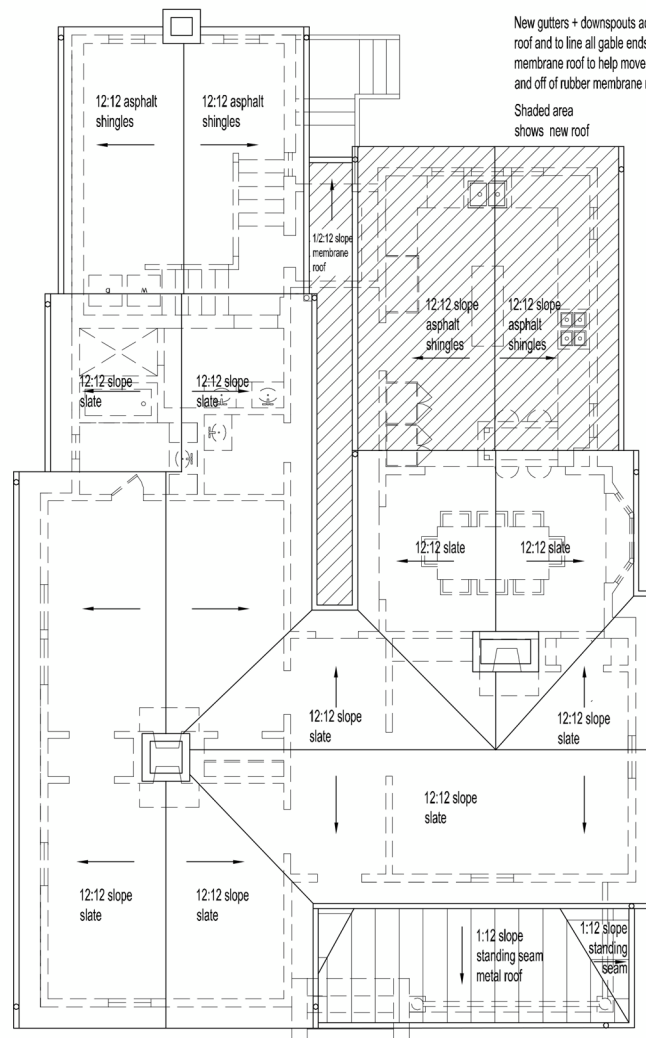 New gutters + downspouts
roof and to line all gable ends
membrane roof to help move
and off of rubber membrane
Shaded area
shows new roof
12:12 asphalt
shingles
12:12 asphalt
shingles
1/2:12 slope
membrane
roof
D
W
12:12 slope
asphalt
shingles
12:12 slope
asphalt
shingles
12:12 slope
slate
12:12 slope
slate
12:12 slate
12:12 slate
12:12 slope
slate
12:12 slope
slate
12:12 slope
slate
12:12 slope
slate
12:12 slope
slate
1:12 slope
standing seam
metal roof
1:12 slope
standing
seam